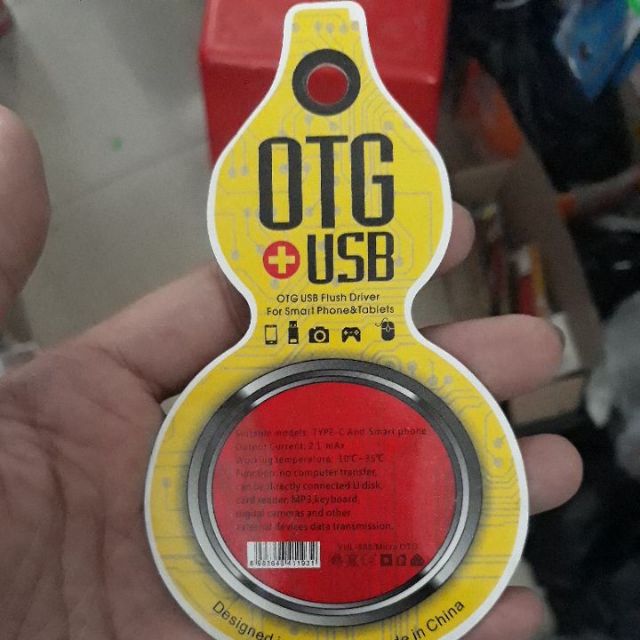 OTG
USB
OTG USB Flush Driver
For Smart Phone&Tablets
Suitable models: TYPE-C And Smart phone
Output Current: 2.1 mAx
Working temperature: 10℃~35℃
Function: no computer transfer,
can be directly connected U disk,
card reader, MP3,keyboard,
digital cameras and other
external devices data transmission.
/Micro OTG
Designed de in China